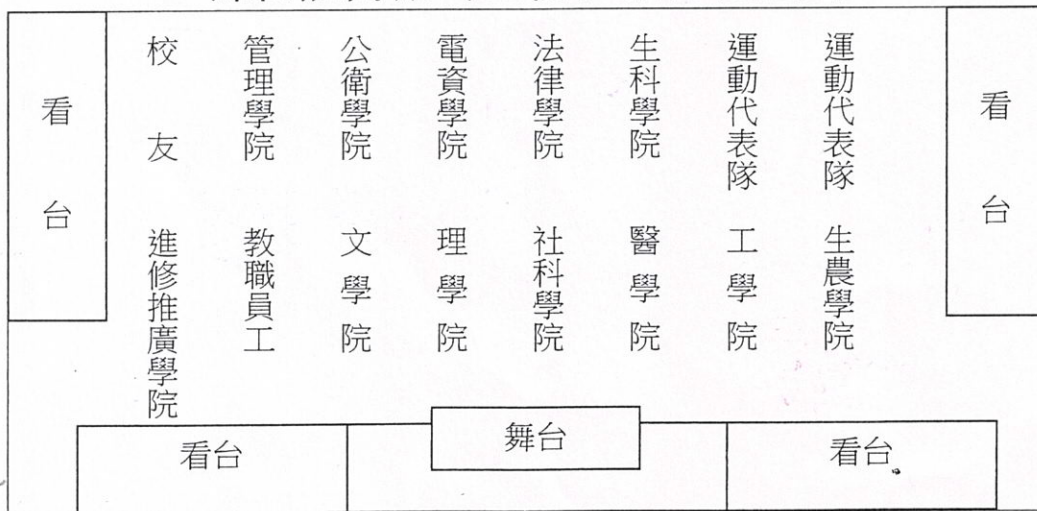 看台
校友 進修推廣學院
管理學院 教職員工
公衛學院 文學院
電資學院 理學院
法律學院 社科學院
生科學院 醫學院
運動代表隊 工學院
運動代表隊 生農學院
看台
看台
舞台
看台